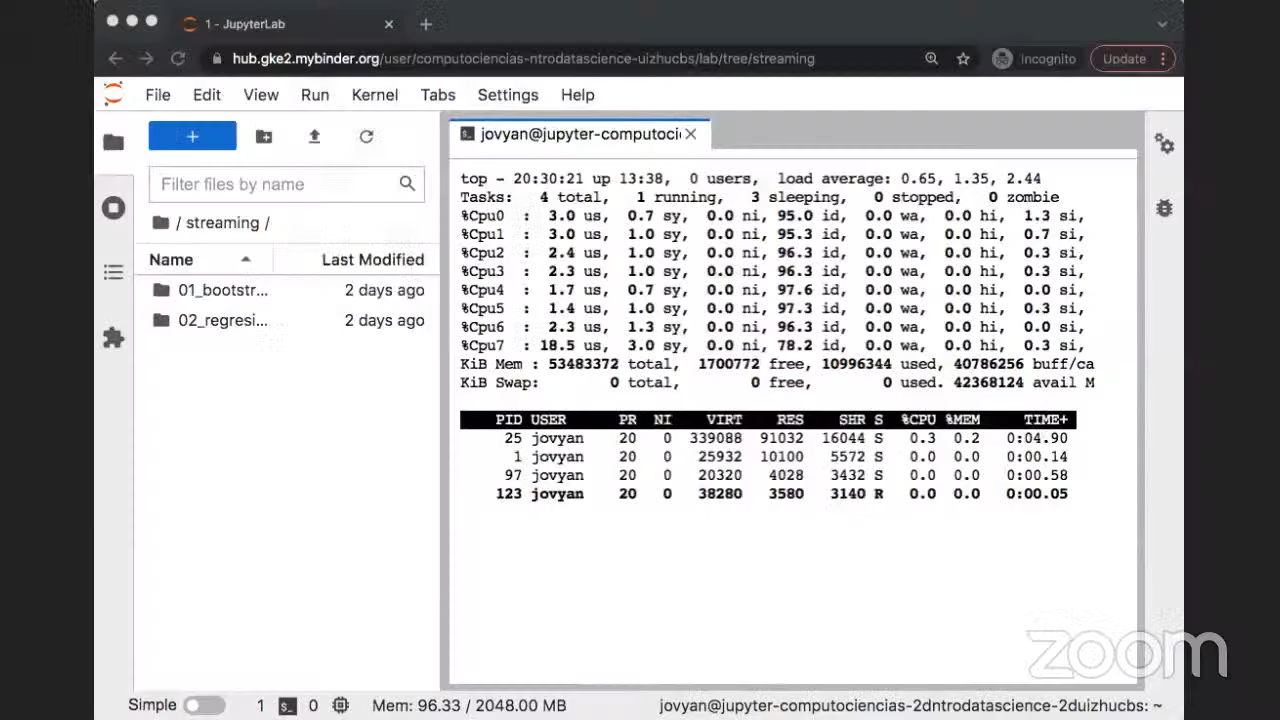 1 - JupyterLab
hub.gke2.mybinder.org/user/computociencias-ntrodatascience-uizhucbs/lab/tree/streaming
Incognito
Update
File Edit View Run Kernel Tabs Settings Help
Filter files by name
/ streaming /
Name Last Modified
01_bootstr... 2 days ago
02_regresi... 2 days ago
jovyan@jupyter-computoci
top - 20:30:21 up 13:38, 0 users, load average: 0.65, 1.35, 2.44
Tasks: 4 total, 1 running, 3 sleeping, 0 stopped, 0 zombie
%Cpu0 : 3.0 us, 0.7 sy, 0.0 ni, 95.0 id, 0.0 wa, 0.0 hi, 1.3 si,
%Cpu1 : 3.0 us, 1.0 sy, 0.0 ni, 95.3 id, 0.0 wa, 0.0 hi, 0.7 si,
%Cpu2 : 2.4 us, 1.0 sy, 0.0 ni, 96.3 id, 0.0 wa, 0.0 hi, 0.3 si,
%Cpu3 : 2.3 us, 1.0 sy, 0.0 ni, 96.3 id, 0.0 wa, 0.0 hi, 0.3 si,
%Cpu4 : 1.7 us, 0.7 sy, 0.0 ni, 97.6 id, 0.0 wa, 0.0 hi, 0.0 si,
%Cpu5 : 1.4 us, 1.0 sy, 0.0 ni, 97.3 id, 0.0 wa, 0.0 hi, 0.3 si,
%Cpu6 : 2.3 us, 1.3 sy, 0.0 ni, 96.3 id, 0.0 wa, 0.0 hi, 0.0 si,
%Cpu7 : 18.5 us, 3.0 sy, 0.0 ni, 78.2 id, 0.0 wa, 0.0 hi, 0.3 si,
KiB Mem : 53483372 total, 1700772 free, 10996344 used, 40786256 buff/ca
KiB Swap: 0 total, 0 free, 0 used. 42368124 avail M
PID USER PR NI VIRT RES SHR S %CPU %MEM TIME+
25 jovyan 20 0 339088 91032 16044 S 0.3 0.2 0:04.90
1 jovyan 20 0 25932 10100 5572 S 0.0 0.0 0:00.14
97 jovyan 20 0 20320 4028 3432 S 0.0 0.0 0:00.58
123 jovyan 20 0 38280 3580 3140 R 0.0 0.0 0:00.05
zoom
Simple 1 0 Mem: 96.33 / 2048.00 MB jovyan@jupyter-computociencias-2dntrodatascience-2duizhucbs: ~